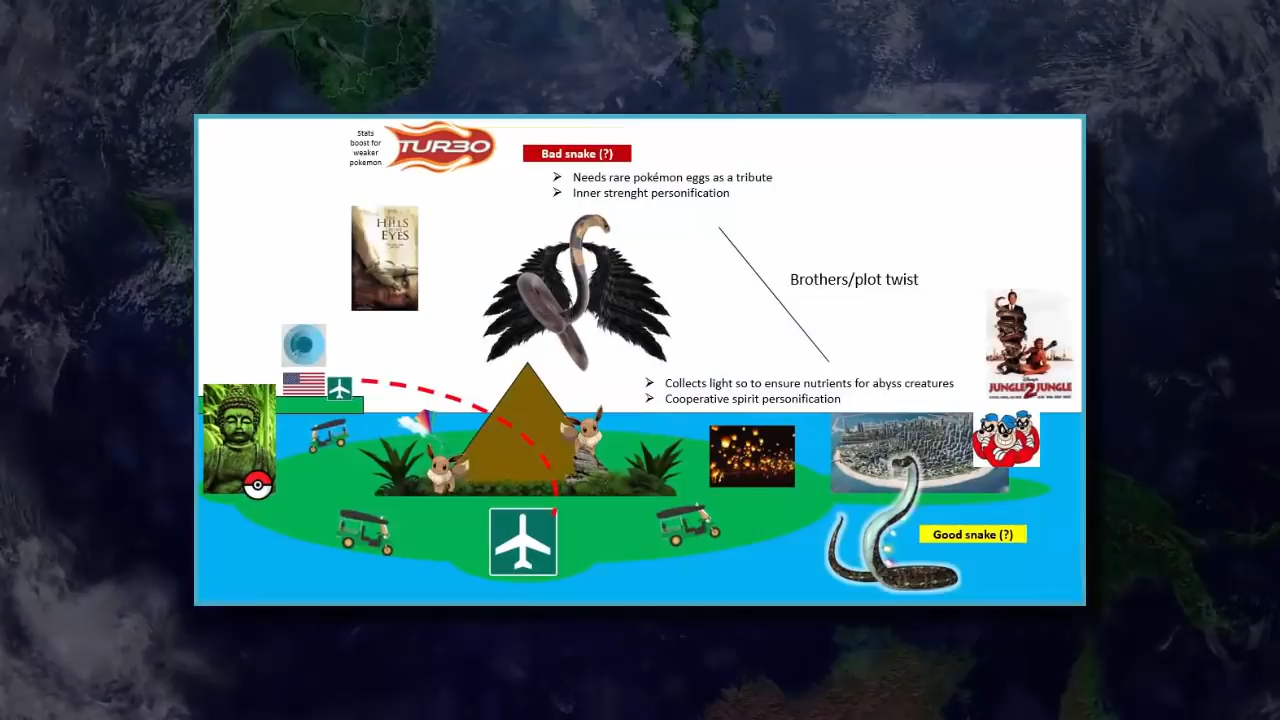 Stats
boost for
weaker
pokemon
TURBO
Bad snake (?)
Needs rare pokémon eggs as a tribute
Inner strenght personification
HILLS
EYES
Brothers/plot twist
JUNGLE 2 JUNGLE
Collects light so to ensure nutrients for abyss creatures
Cooperative spirit personification
Good snake (?)